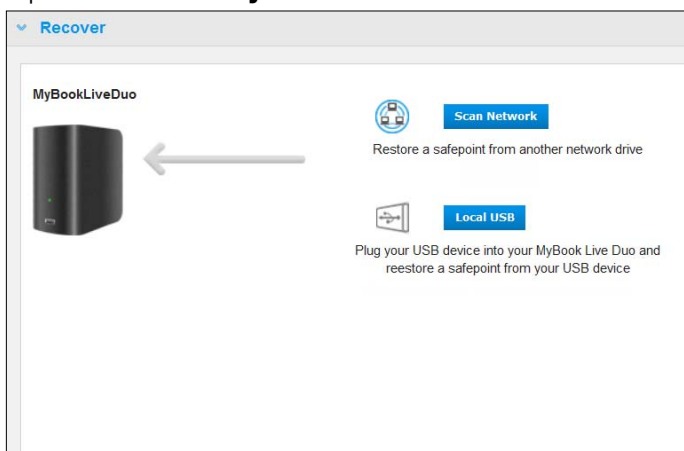 Recover
MyBookLiveDuo
Scan Network
Restore a safepoint from another network drive
Local USB
Plug your USB device into your MyBook Live Duo and
reestore a safepoint from your USB device